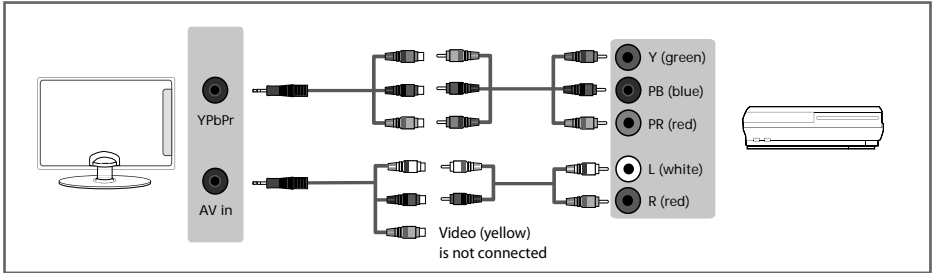 YPbPr
AV in
Y (green)
PB (blue)
PR (red)
L (white)
R (red)
Video (yellow)
is not connected